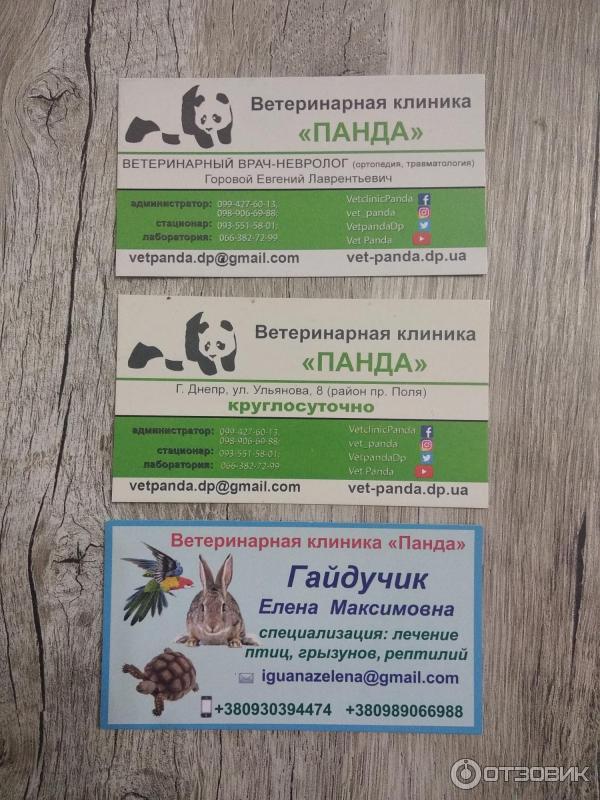 Ветеринарная клиника
«ПАНДА»
ВЕТЕРИНАРНЫЙ ВРАЧ-НЕВРОЛОГ (ортопедия, травматология)
Горовой Евгений Лаврентьевич
администратор: 099-427-60-13,
098-906-69-88;
стационар: 093-551-58-01;
лаборатория: 066-382-72-99
VetclinicPanda
vet_panda
VetpandaDp
Vet Panda
vetpanda.dp@gmail.com vet-panda.dp.ua
Ветеринарная клиника
«ПАНДА»
Г. Днепр, ул. Ульянова, 8 (район пр. Поля)
круглосуточно
администратор: 099-427-60-13,
098-906-69-88;
стационар: 093-551-58-01;
лаборатория: 066-382-72-99
VetclinicPanda
vet_panda
VetpandaDp
Vet Panda
vetpanda.dp@gmail.com vet-panda.dp.ua
Ветеринарная клиника «Панда»
Гайдучик
Елена Максимовна
специализация: лечение
птиц, грызунов, рептилий
iguanazelena@gmail.com
+380930394474 +380989066988
ОТЗОВИК